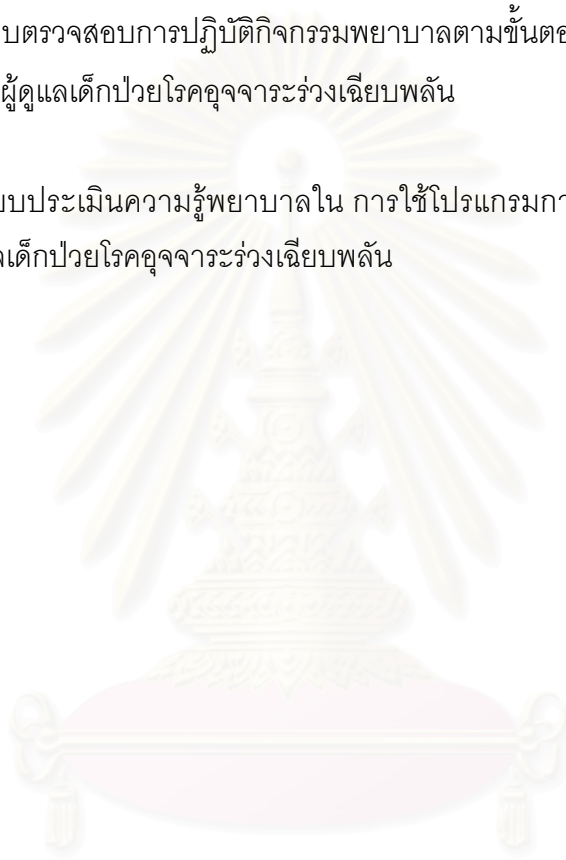 บตรวจสอบการปฏิบัติกิจกรรมพยาบาลตามขั้นตอ
ผู้ดูแลเด็กป่วยโรคอุจจาระร่วงเฉียบพลัน
บบประเมินความรู้พยาบาลใน การใช้โปรแกรมกา
ลเด็กป่วยโรคอุจจาระร่วงเฉียบพลัน